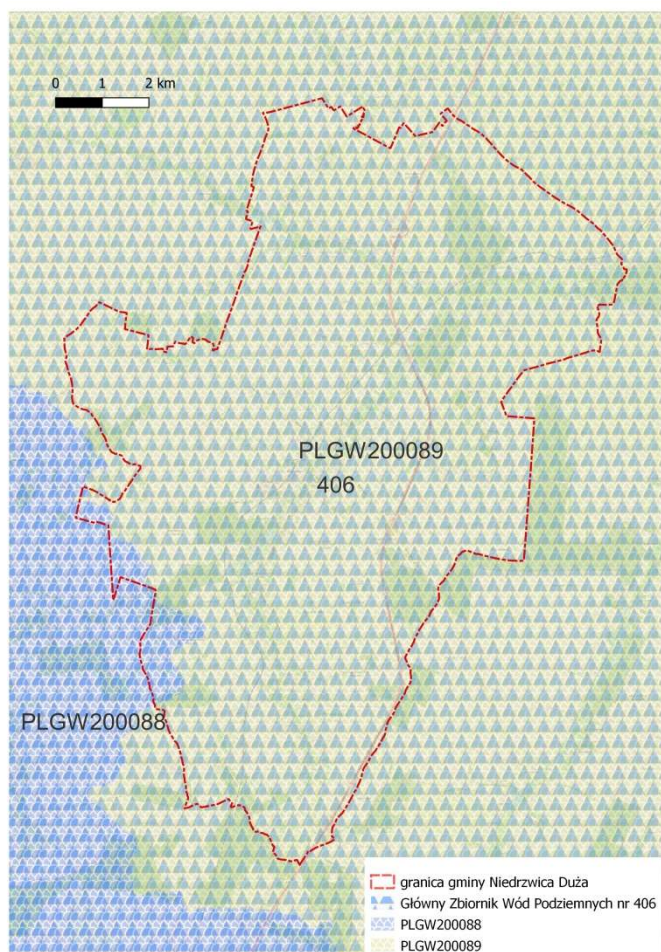 0 1 2 km
PLGW200089
406
PLGW200088
granica gminy Niedrzwica Duża
Główny Zbiornik Wód Podziemnych nr 406
PLGW200088
PLGW200089